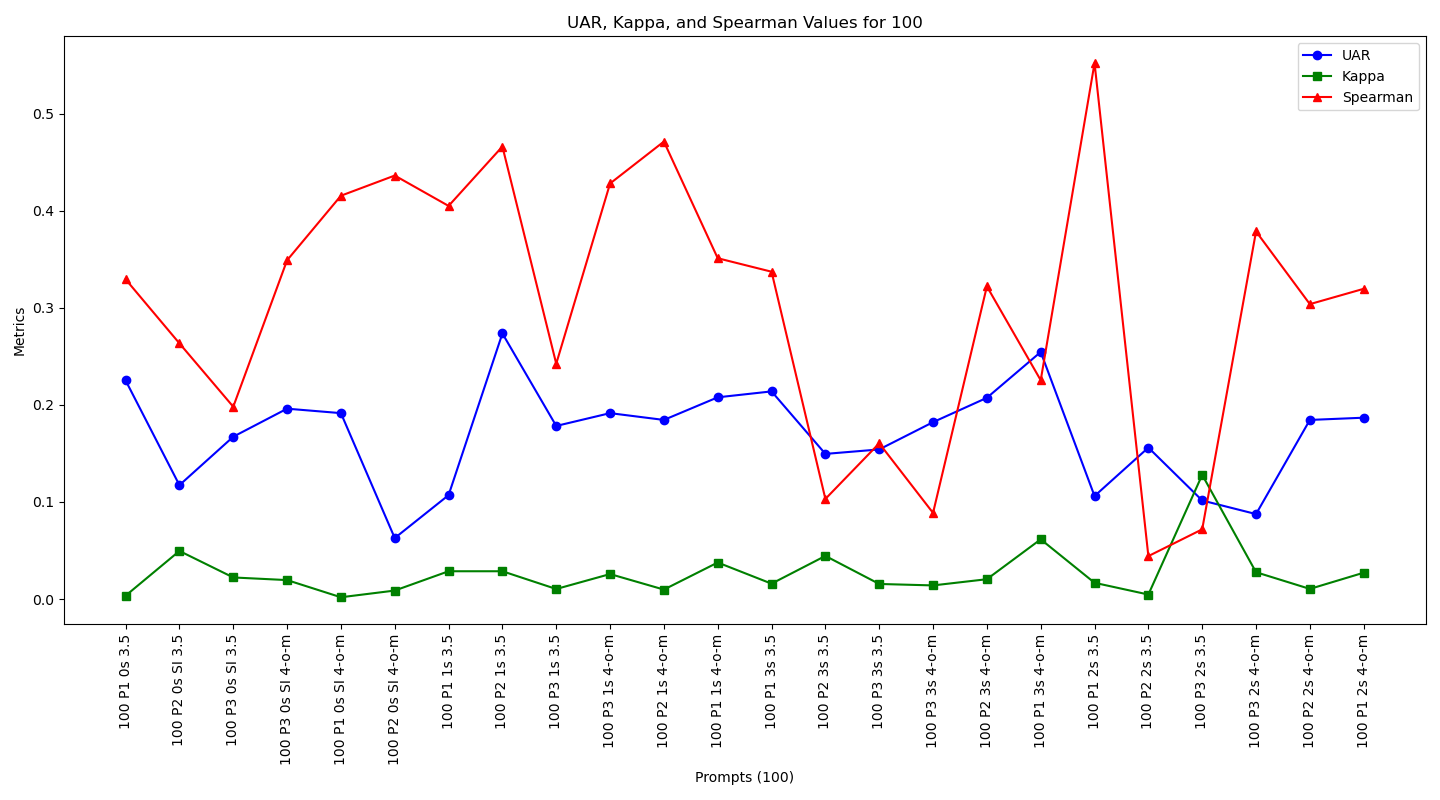 UAR, Kappa, and Spearman Values for 100
UAR
Kappa
Spearman
Metrics
0.5
0.4
0.3
0.2
0.1
0.0
100 P1 0s 3.5
100 P2 0s SI 3.5
100 P3 0s SI 3.5
100 P3 0s SI 4-o-m
100 P1 0s SI 4-o-m
100 P2 0s SI 4-o-m
100 P1 1s 3.5
100 P2 1s 3.5
100 P3 1s 3.5
100 P3 1s 4-o-m
100 P2 1s 4-o-m
100 P1 1s 4-o-m
100 P1 3s 3.5
100 P2 3s 3.5
100 P3 3s 3.5
100 P3 3s 4-o-m
100 P2 3s 4-o-m
100 P1 3s 4-o-m
100 P1 2s 3.5
100 P2 2s 3.5
100 P3 2s 3.5
100 P3 2s 4-o-m
100 P2 2s 4-o-m
100 P1 2s 4-o-m
Prompts (100)